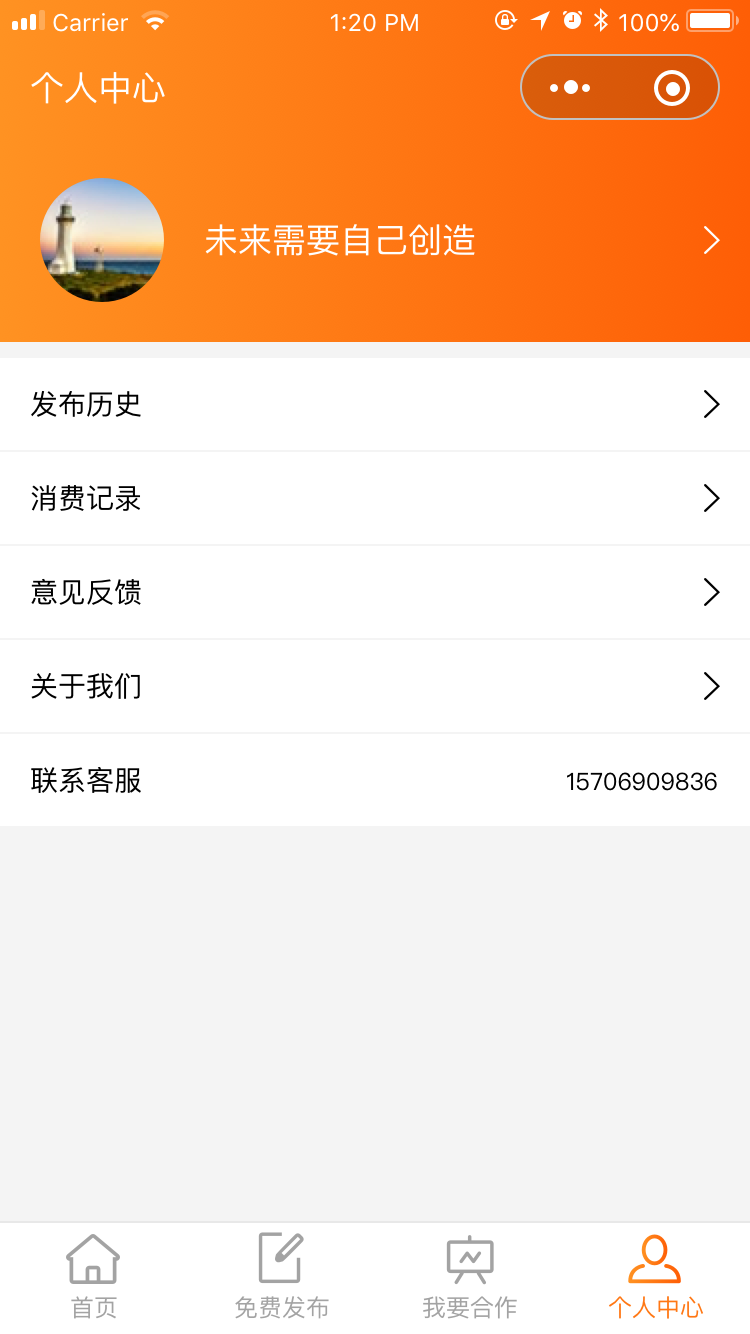 Carrier 1:20 PM 100%
个人中心
未来需要自己创造
发布历史
消费记录
意见反馈
关于我们
联系客服 15706909836
首页 免费发布 我要合作 个人中心